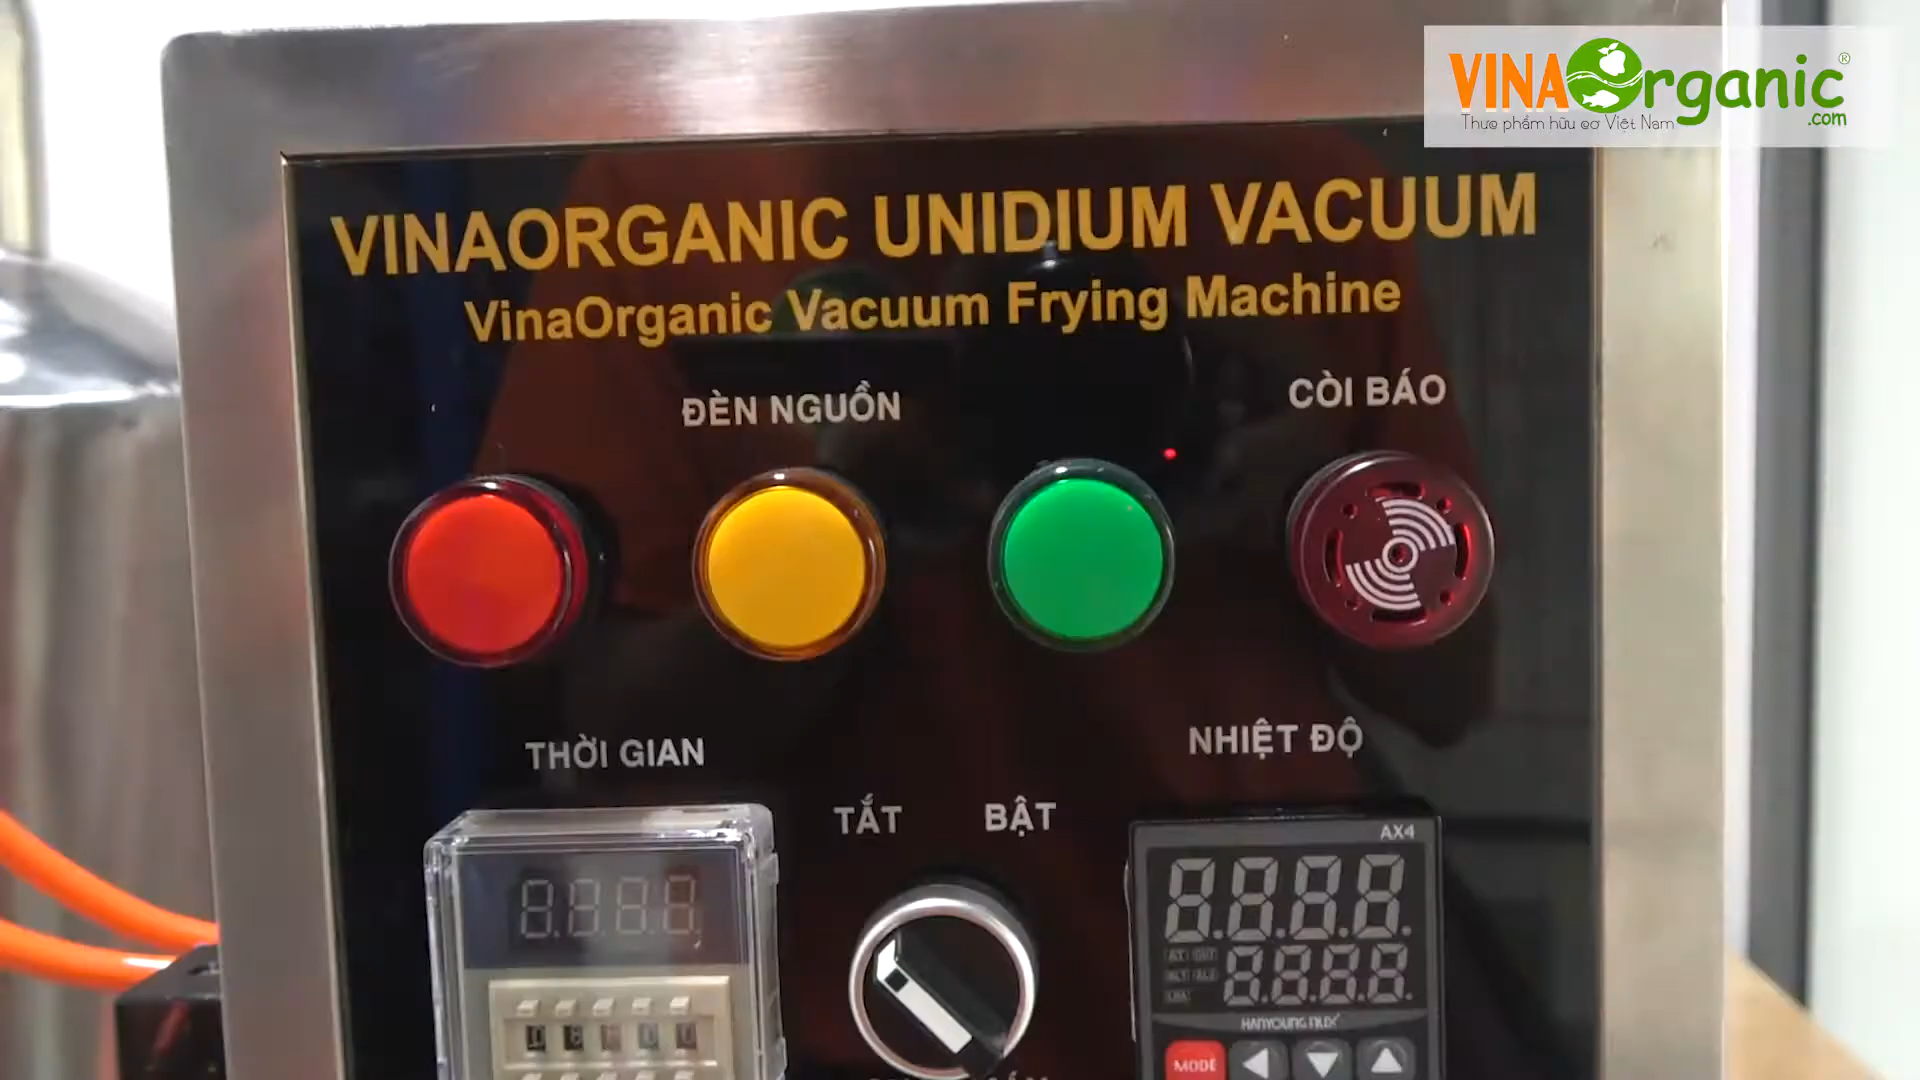 VINAOrganic®
.com
Thực phẩm hữu cơ Việt Nam
VINAORGANIC UNIDIUM VACUUM
VinaOrganic Vacuum Frying Machine
ĐÈN NGUỒN
CÒI BÁO
THỜI GIAN
NHIỆT ĐỘ
TẮT
BẬT
AX4
HANYOUNG NUX
MODE